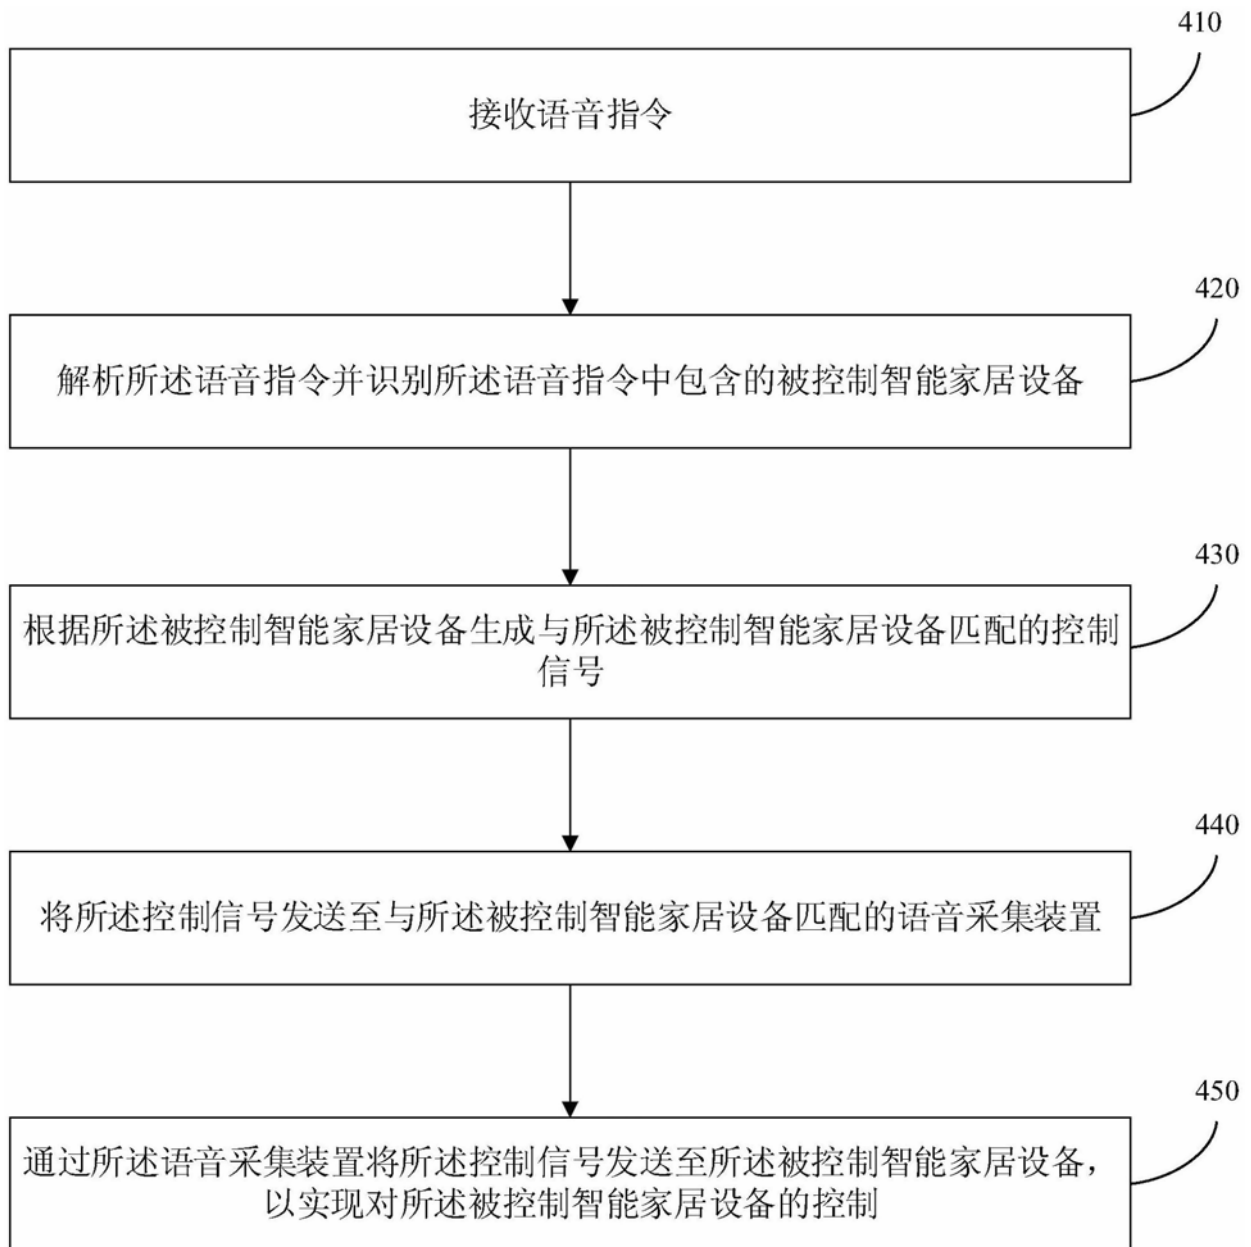 410
接收语音指令
420
解析所述语音指令并识别所述语音指令中包含的被控制智能家居设备
430
根据所述被控制智能家居设备生成与所述被控制智能家居设备匹配的控制
信号
440
将所述控制信号发送至与所述被控制智能家居设备匹配的语音采集装置
450
通过所述语音采集装置将所述控制信号发送至所述被控制智能家居设备，
以实现对所述被控制智能家居设备的控制